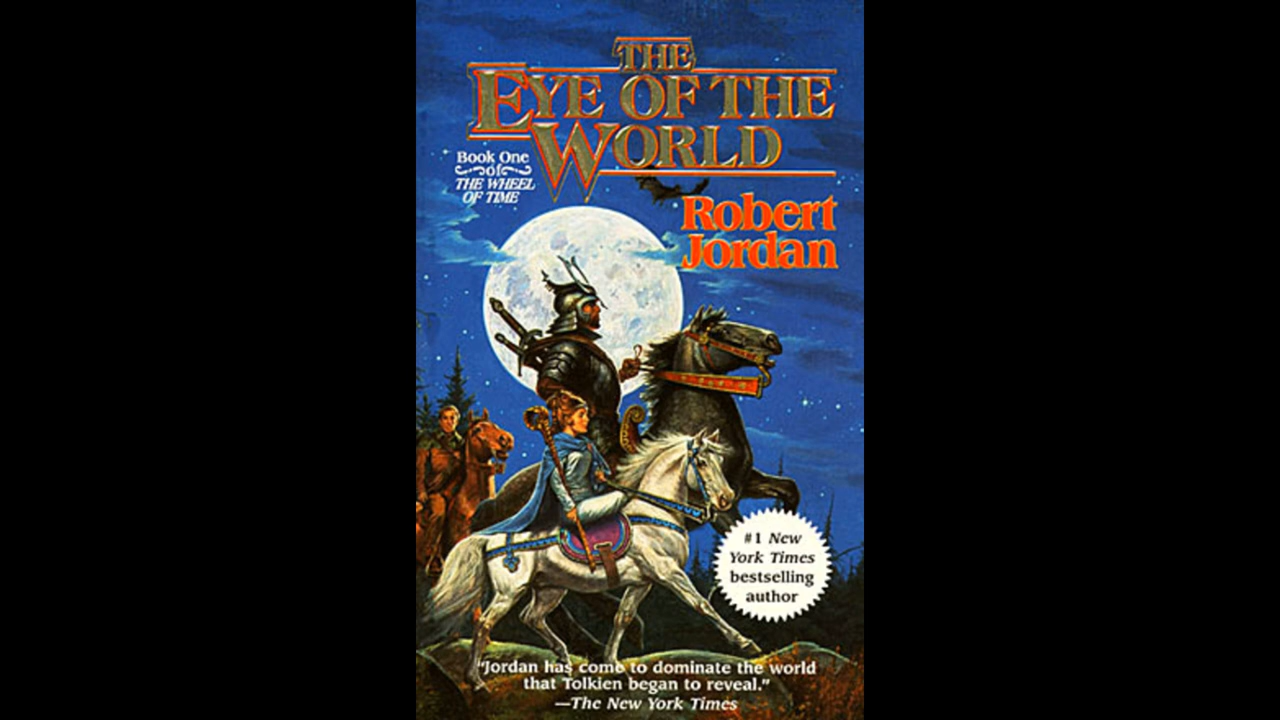 THE
EYE OF THE
WORLD
Book One
of
THE WHEEL
OF TIME
Robert
Jordan
#1 New
York Times
bestselling
author
"Jordan has come to dominate the world
that Tolkien began to reveal."
—The New York Times